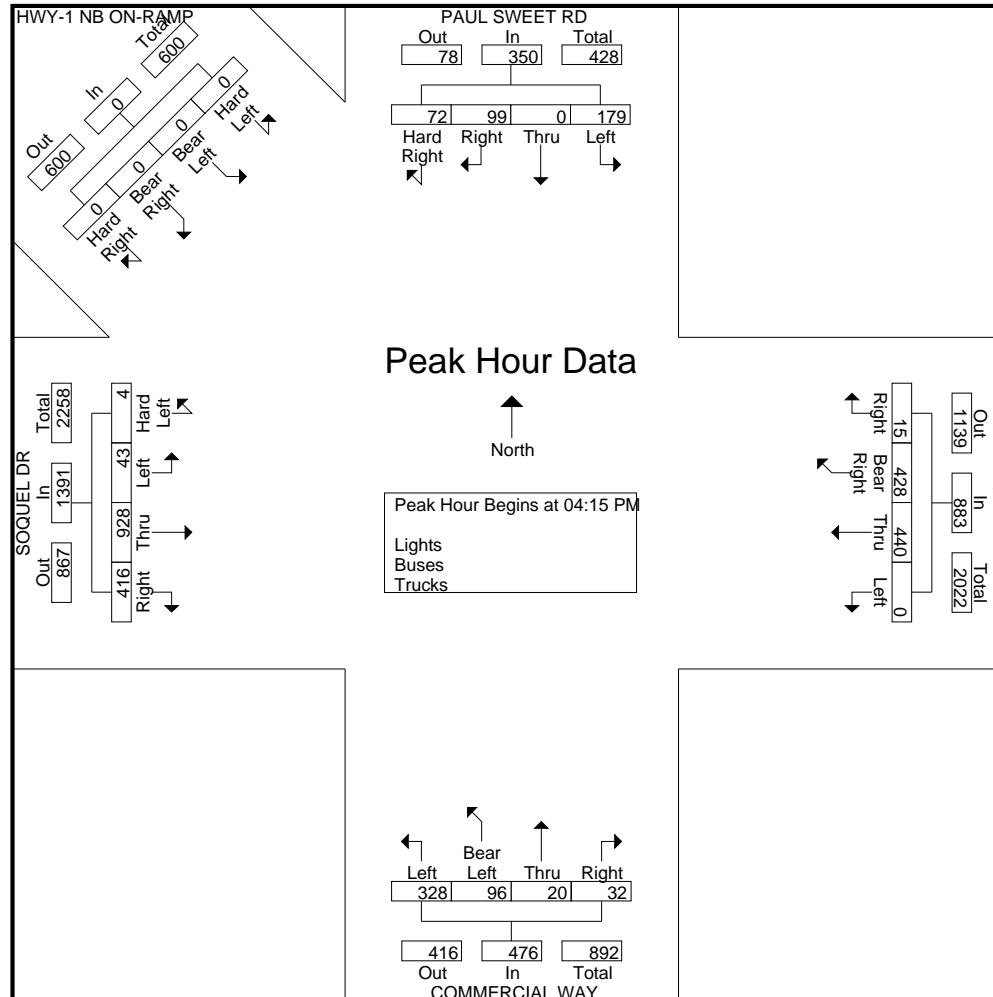 HWY-1 NB ON-RAMP
Out
In
Total
600
0
600
0
0
0
0
Hard
Right
Bear
Right
Bear
Left
Hard
Left
PAUL SWEET RD
Out In Total
78 350 428
72 99 0 179
Hard
Right
Right Thru Left
Peak Hour Data
North
Peak Hour Begins at 04:15 PM
Lights
Buses
Trucks
SOQUEL DR
Out In Total
867 1391 2258
416 928 43 4
Right Thru Left Hard
Left
Right Bear
Right
Thru Left
15 428 440 0
Out In Total
1139 883 2022
Left Bear
Left
Thru Right
328 96 20 32
416 476 892
Out In Total
COMMERCIAL WAY